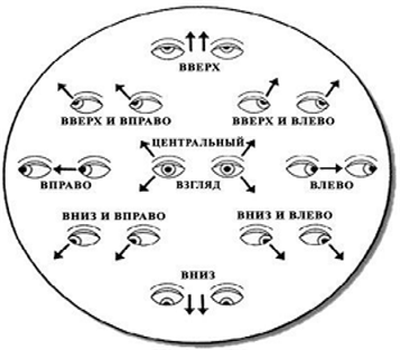 ВВЕРХ
ВВЕРХ И ВПРАВО
ВВЕРХ И ВЛЕВО
ЦЕНТРАЛЬНЫЙ
ВПРАВО
ВЗГЛЯД
ВЛЕВО
ВНИЗ И ВПРАВО
ВНИЗ И ВЛЕВО
ВНИЗ